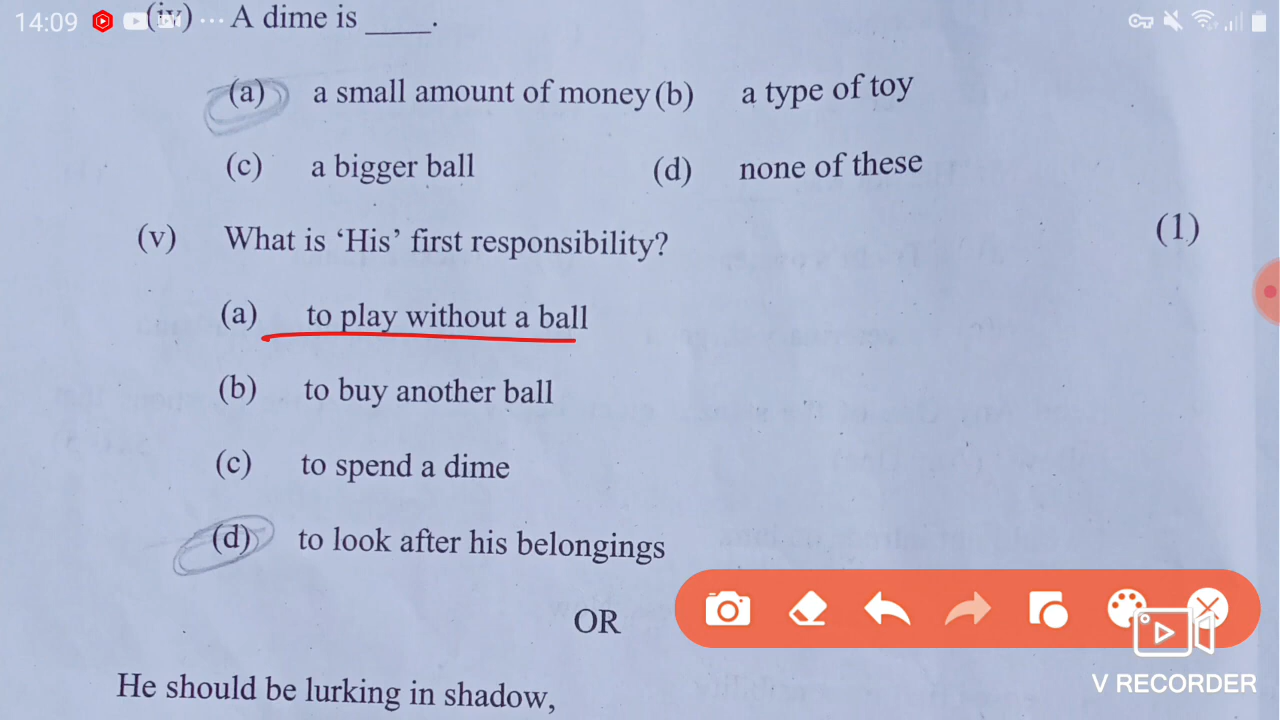 14:09
(iv) A dime is ____.
(a) a small amount of money (b) a type of toy
(c) a bigger ball (d) none of these
(v) What is ‘His’ first responsibility? (1)
(a) to play without a ball
(b) to buy another ball
(c) to spend a dime
(d) to look after his belongings
OR
He should be lurking in shadow,
V RECORDER